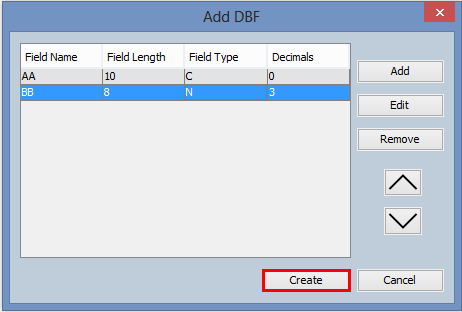 Add DBF
Field Name Field Length Field Type Decimals
AA 10 C 0
BB 8 N 3
Add
Edit
Remove
Create Cancel